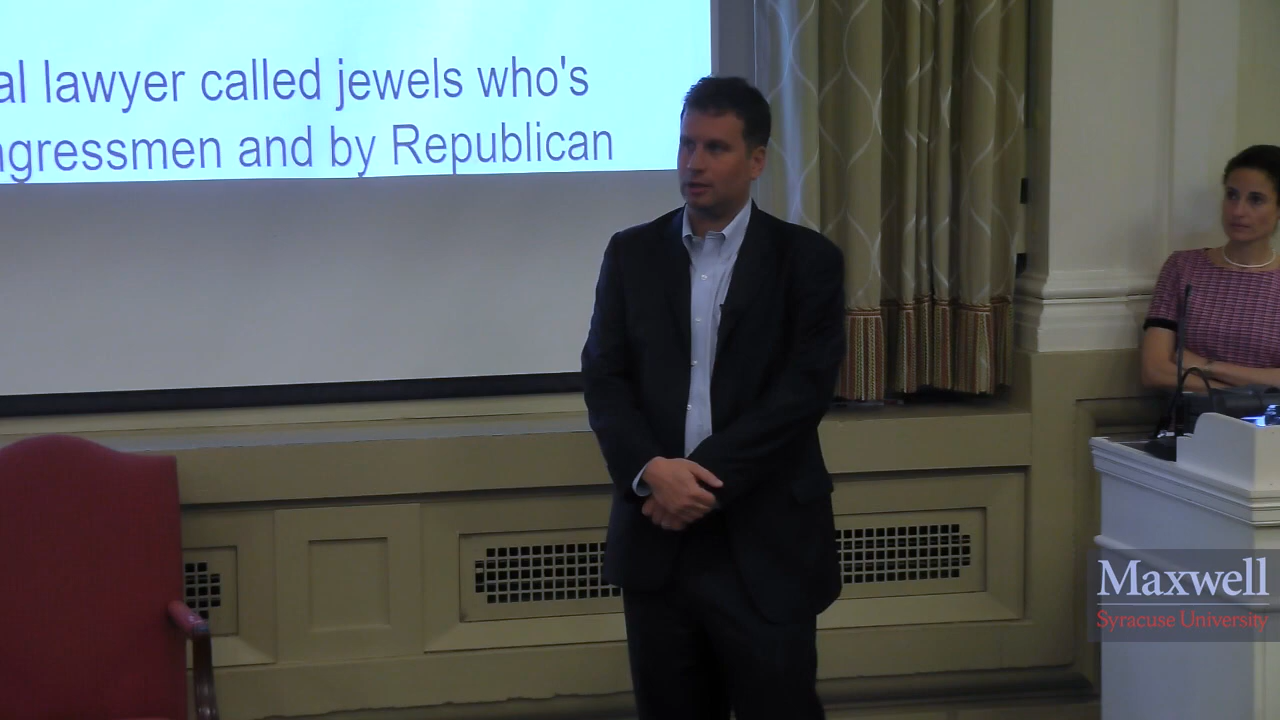 al lawyer called jewels who's
ngressmen and by Republican
Maxwell
Syracuse University